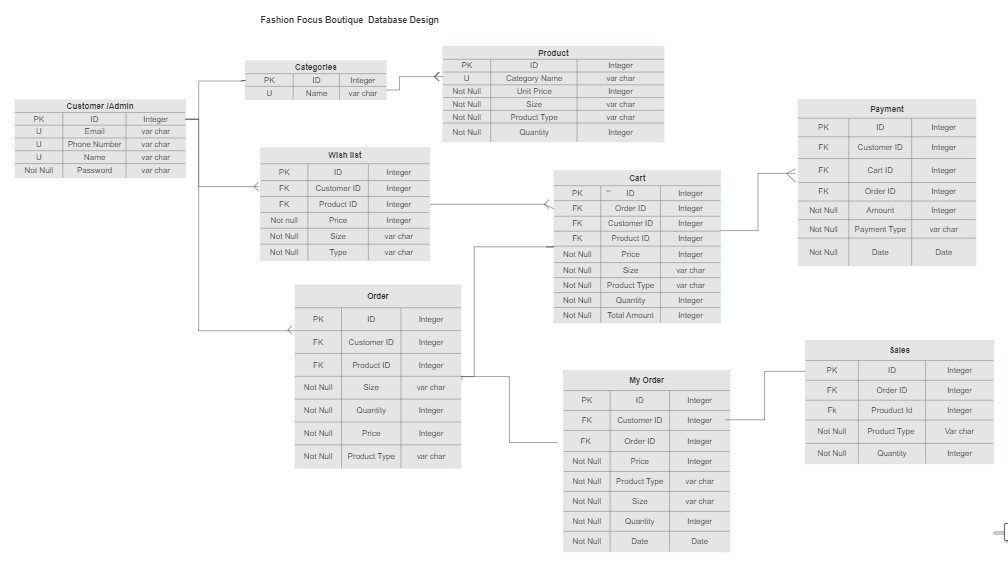 Fashion Focus Boutique Database Design
Customer /Admin
PK ID Integer
U Email var char
U Phone Number var char
U Name var char
Not Null Password var char
Categories
PK ID Integer
U Name var char
Product
PK ID Integer
U Category Name var char
Not Null Unit Price Integer
Not Null Size var char
Not Null Product Type var char
Not Null Quantity Integer
Wish list
PK ID Integer
FK Customer ID Integer
FK Product ID Integer
Not null Price Integer
Not Null Size var char
Not Null Type var char
Cart
PK ID Integer
FK Order ID Integer
FK Customer ID Integer
FK Product ID Integer
Not Null Price Integer
Not Null Size var char
Not Null Product Type var char
Not Null Quantity Integer
Not Null Total Amount Integer
Payment
PK ID Integer
FK Customer ID Integer
FK Cart ID Integer
FK Order ID Integer
Not Null Amount Integer
Not Null Payment Type var char
Not Null Date Date
Order
PK ID Integer
FK Customer ID Integer
FK Product ID Integer
Not Null Size var char
Not Null Quantity Integer
Not Null Price Integer
Not Null Product Type var char
My Order
PK ID Integer
FK Customer ID Integer
FK Order ID Integer
Not Null Price Integer
Not Null Product Type var char
Not Null Size var char
Not Null Quantity Integer
Not Null Date Date
Sales
PK ID Integer
FK Order ID Integer
Fk Prouduct Id Integer
Not Null Product Type Var char
Not Null Quantity Integer